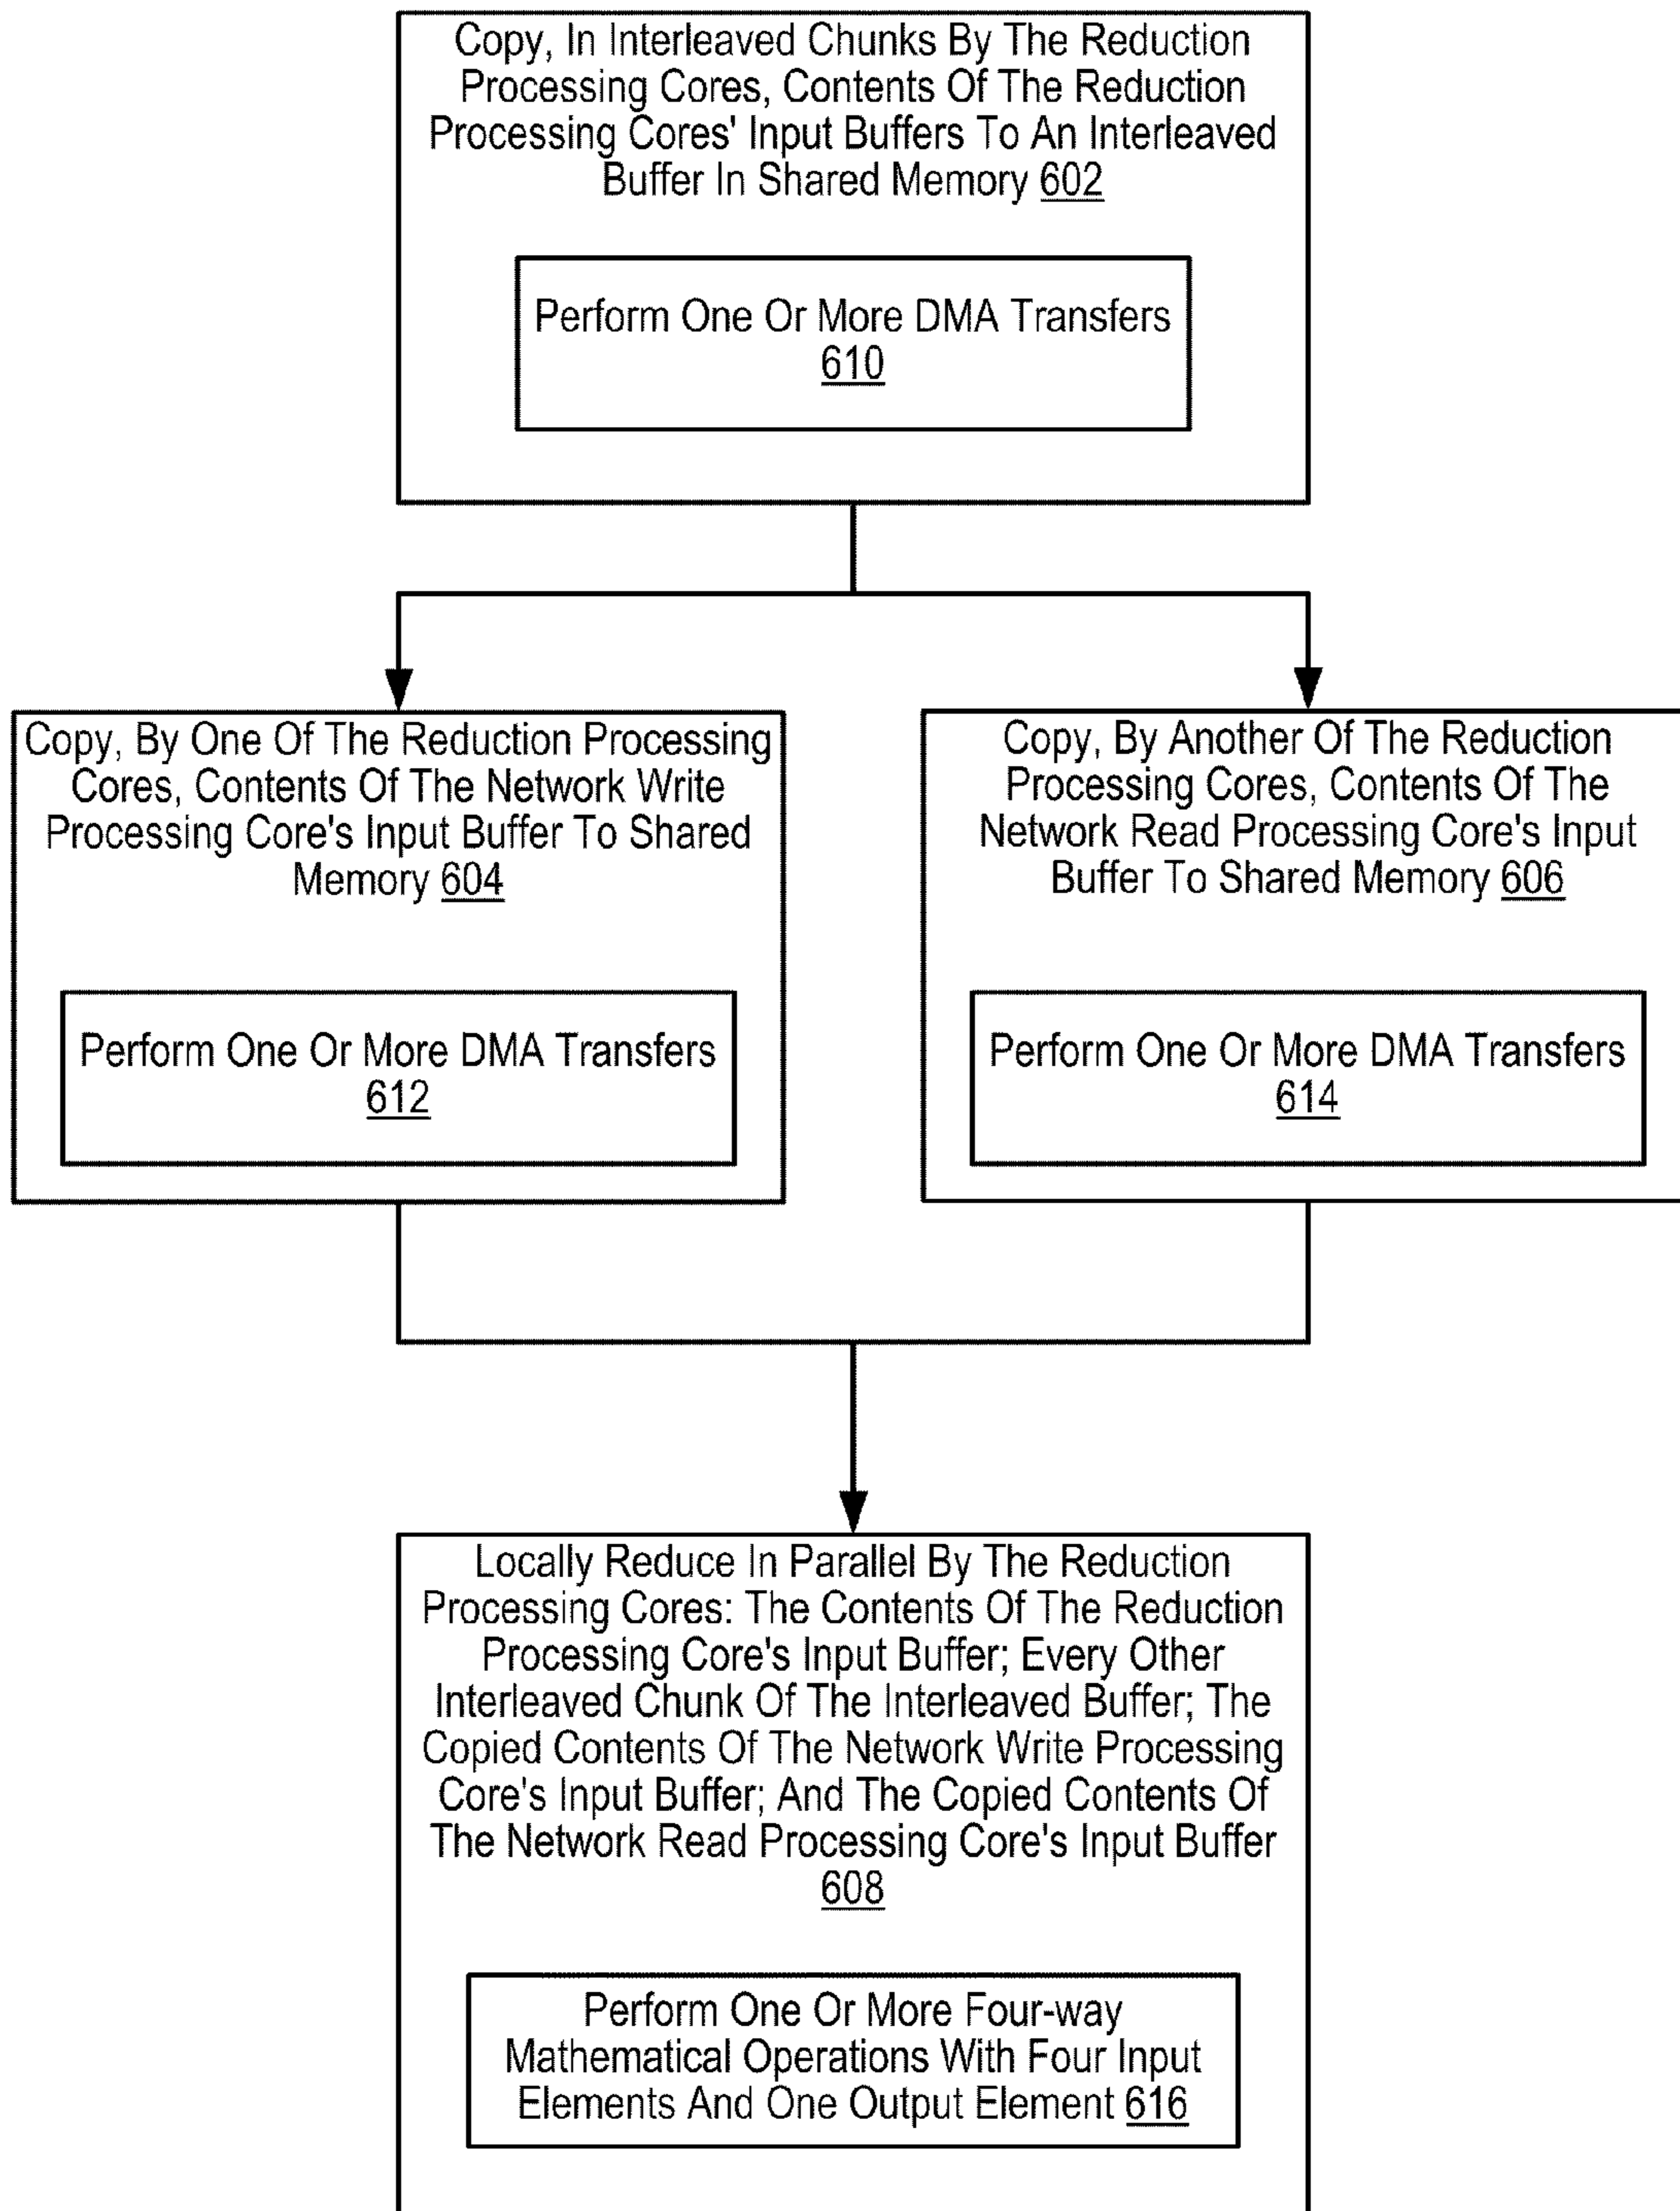 Copy, In Interleaved Chunks By The Reduction
Processing Cores, Contents Of The Reduction
Processing Cores' Input Buffers To An Interleaved
Buffer In Shared Memory 602
Perform One Or More DMA Transfers
610
Copy, By One Of The Reduction Processing
Cores, Contents Of The Network Write
Processing Core's Input Buffer To Shared
Memory 604
Perform One Or More DMA Transfers
612
Copy, By Another Of The Reduction
Processing Cores, Contents Of The
Network Read Processing Core's Input
Buffer To Shared Memory 606
Perform One Or More DMA Transfers
614
Locally Reduce In Parallel By The Reduction
Processing Cores: The Contents Of The Reduction
Processing Core's Input Buffer; Every Other
Interleaved Chunk Of The Interleaved Buffer; The
Copied Contents Of The Network Write Processing
Core's Input Buffer; And The Copied Contents Of
The Network Read Processing Core's Input Buffer
608
Perform One Or More Four-way
Mathematical Operations With Four Input
Elements And One Output Element 616